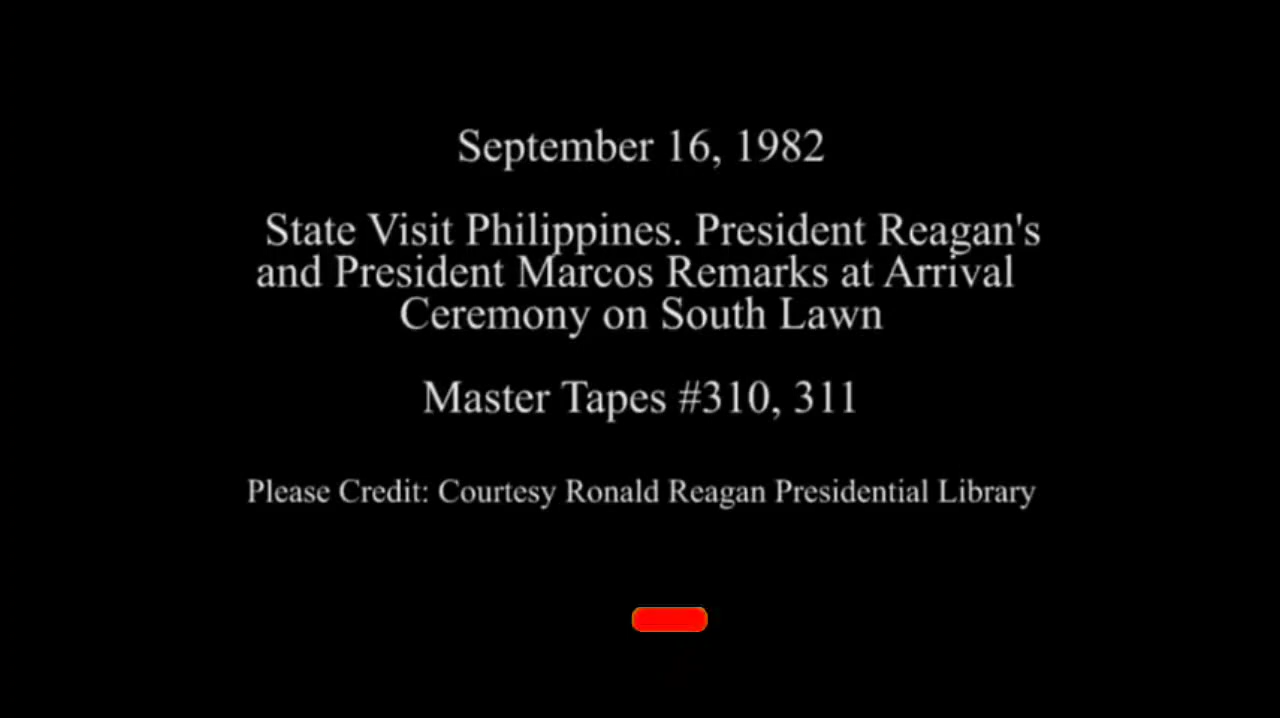 September 16, 1982
State Visit Philippines. President Reagan's
and President Marcos Remarks at Arrival
Ceremony on South Lawn
Master Tapes #310, 311
Please Credit: Courtesy Ronald Reagan Presidential Library